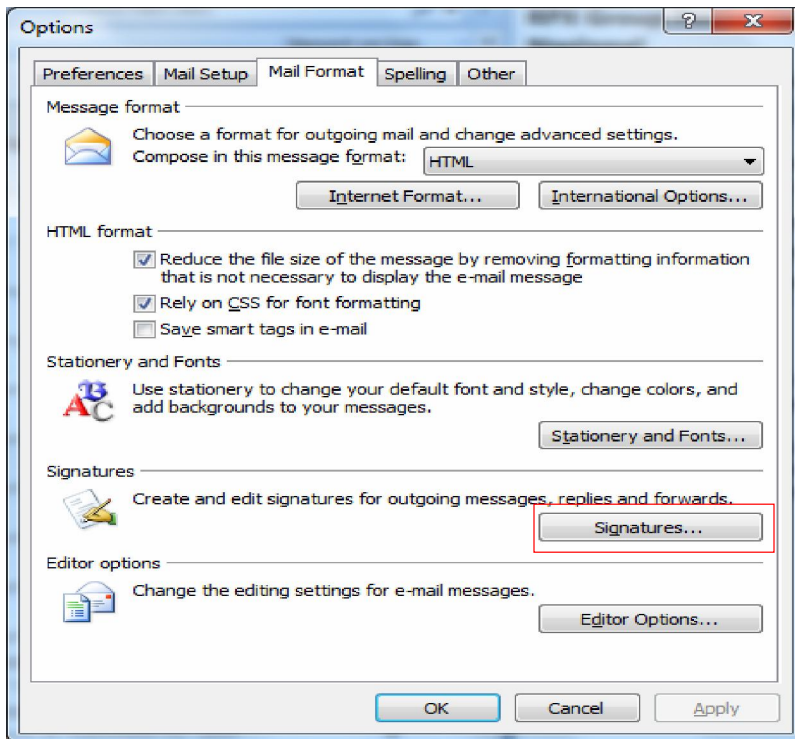 Options
Preferences Mail Setup Mail Format Spelling Other
Message format
Choose a format for outgoing mail and change advanced settings.
Compose in this message format: HTML
Internet Format... International Options...
HTML format
Reduce the file size of the message by removing formatting information
that is not necessary to display the e-mail message
Rely on CSS for font formatting
Save smart tags in e-mail
Stationery and Fonts
Use stationery to change your default font and style, change colors, and
add backgrounds to your messages.
Stationery and Fonts...
Signatures
Create and edit signatures for outgoing messages, replies and forwards.
Signatures...
Editor options
Change the editing settings for e-mail messages.
Editor Options...
OK Cancel Apply